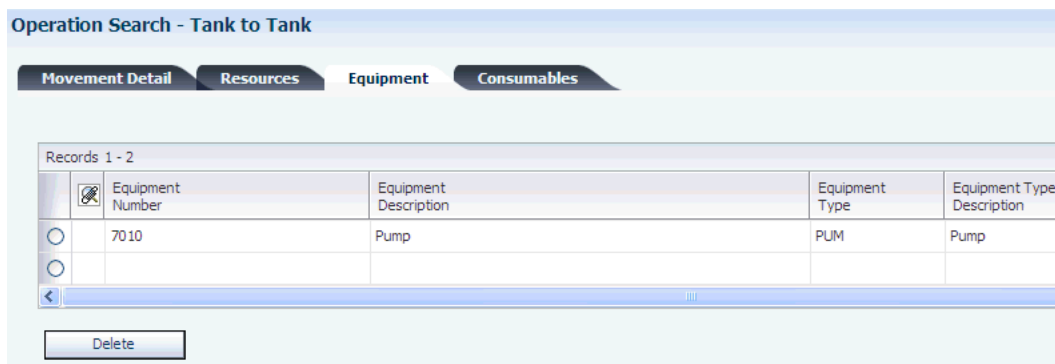 Operation Search - Tank to Tank
Movement Detail Resources Equipment Consumables
Records 1 - 2
Equipment Number Equipment Description Equipment Type Equipment Type Description
7010 Pump PUM Pump
Delete